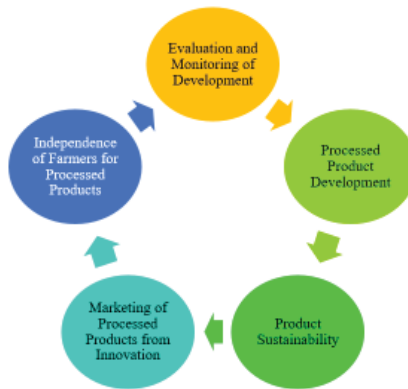 Evaluation and
Monitoring of
Development
Processed
Product
Development
Product
Sustainability
Marketing of
Processed
Products from
Innovation
Independence
of Farmers for
Processed
Products